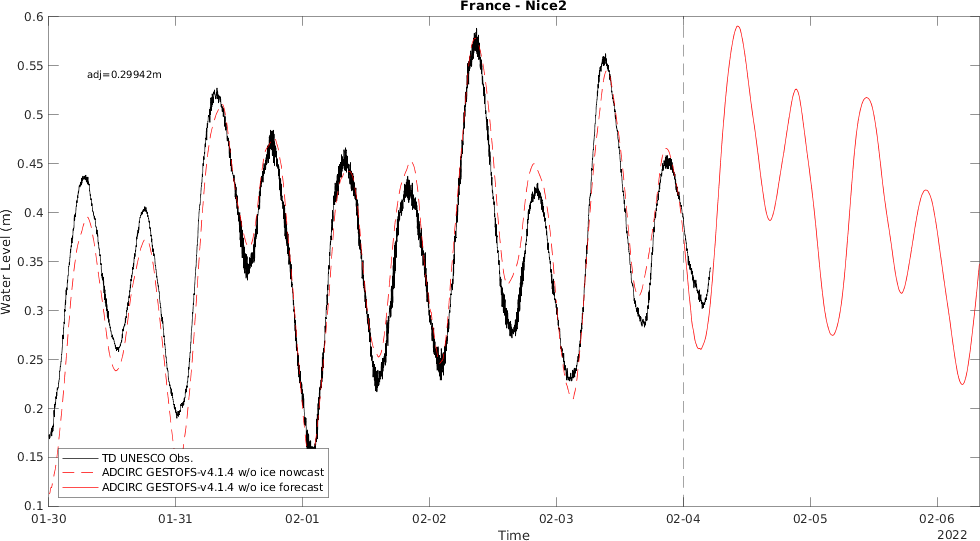 France - Nice2
0.6
0.55
adj=0.29942m
0.5
0.45
0.4
0.35
0.3
0.25
0.2
0.15
0.1
Water Level (m)
TD UNESCO Obs.
ADCIRC GESTOFS-v4.1.4 w/o ice nowcast
ADCIRC GESTOFS-v4.1.4 w/o ice forecast
01-30 01-31 02-01 02-02 02-03 02-04 02-05 02-06
Time
2022